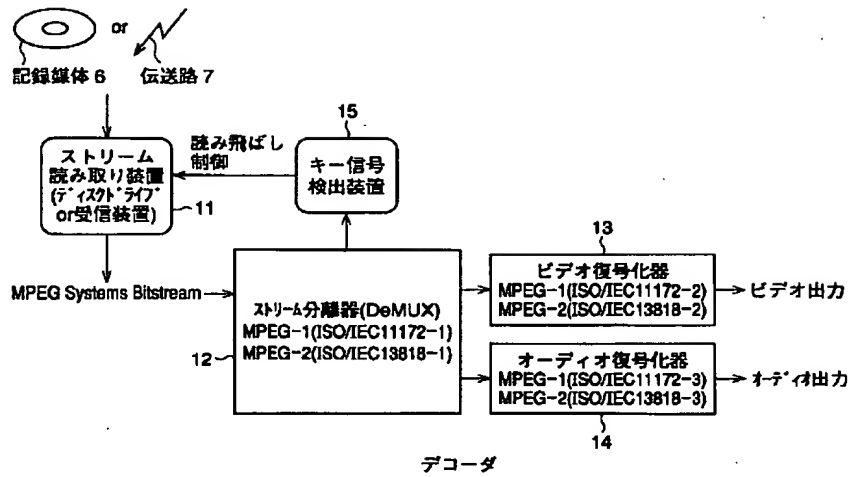 or
記録媒体 6
伝送路 7
15
読み飛ばし
制御
ストリーム
読み取り装置
(ディスクドライブ
or受信装置)
11
キー信号
検出装置
13
MPEG Systems Bitstream
ストリーム分離器(DeMUX)
MPEG-1(ISO/IEC11172-1)
MPEG-2(ISO/IEC13818-1)
12
ビデオ復号化器
MPEG-1(ISO/IEC11172-2)
MPEG-2(ISO/IEC13818-2)
ビデオ出力
オーディオ復号化器
MPEG-1(ISO/IEC11172-3)
MPEG-2(ISO/IEC13818-3)
オーディオ出力
14
デコーダ